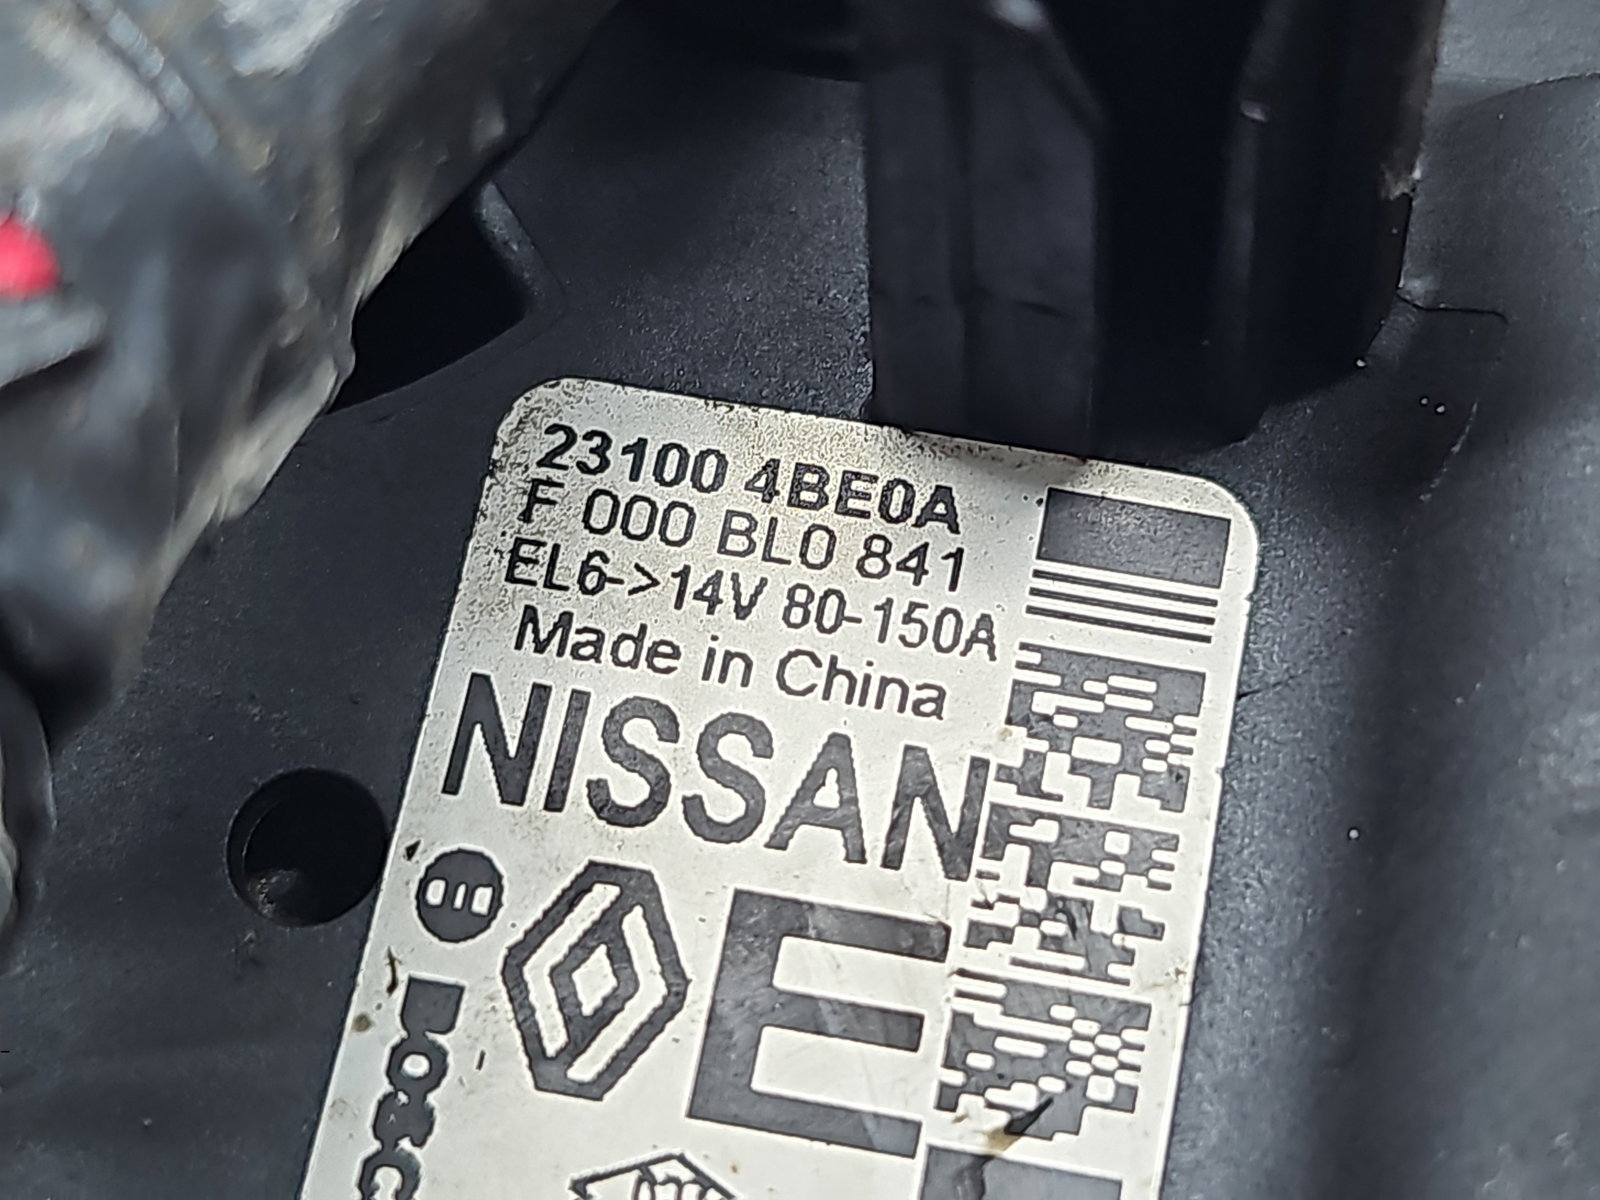 23100 4BE0A
F 000 BL0 841
EL6->14V 80-150A
Made in China
NISSAN
E